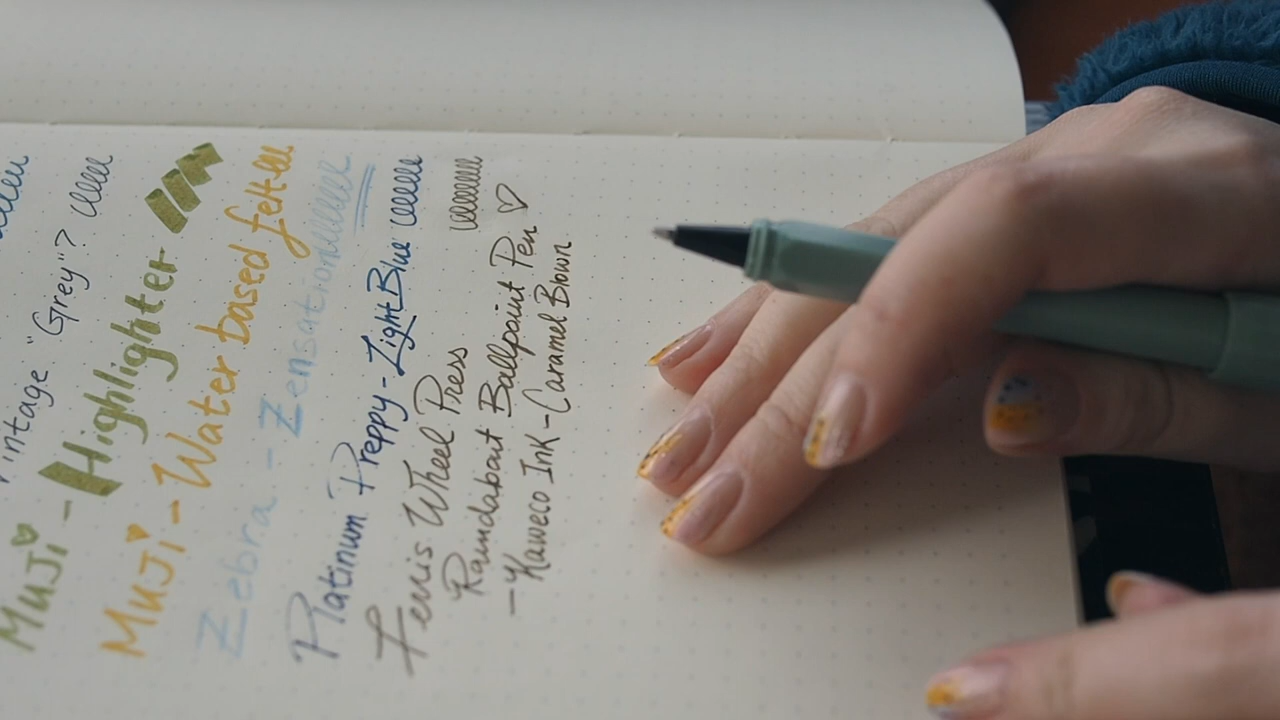 Vintage "Grey"?
MUJI - Highlighter
MUJI - Water based felt
Zebra - Zensation
Platinum Preppy - Light Blue
Ferris Wheel Press
Roundabout Ballpoint Pen ♡
- Kaweco Ink - Caramel Brown